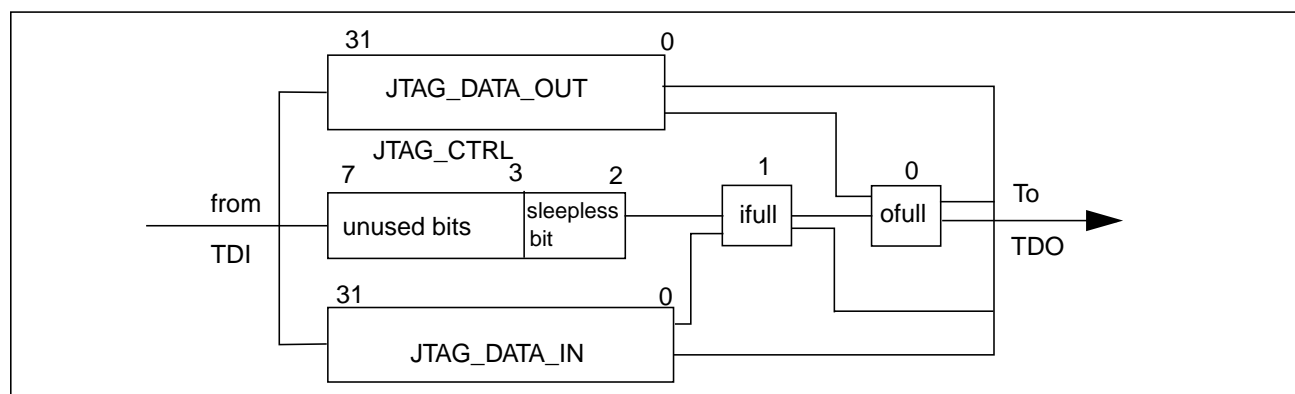 31 0
JTAG_DATA_OUT
JTAG_CTRL
7 3 2 1 0
from
unused bits
sleepless
bit
ifull
ofull
To
TDI
TDO
31 0
JTAG_DATA_IN